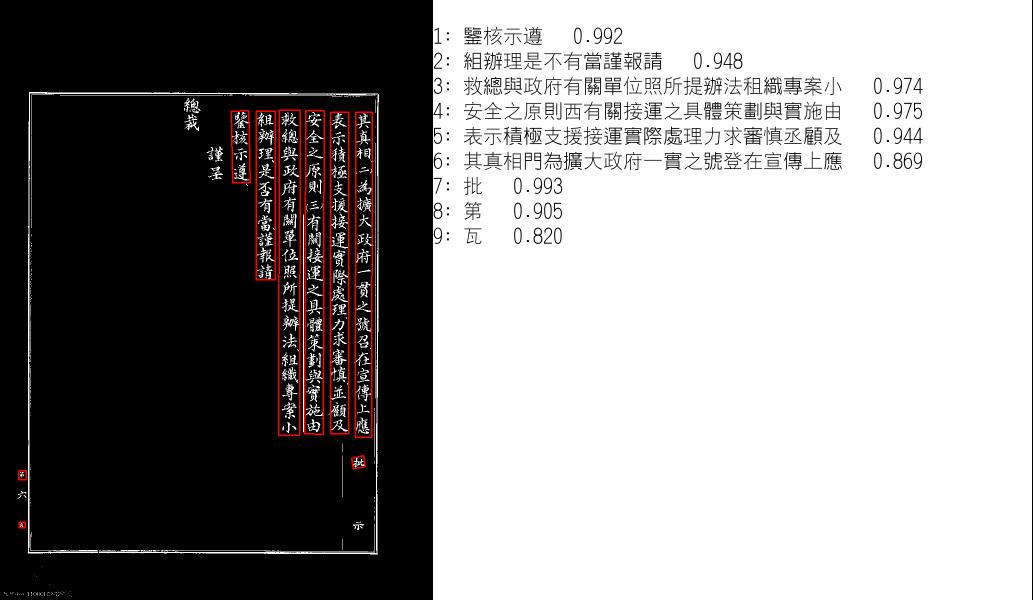 其真相㈡為擴大政府一貫之號召在宣傳上應
表示積極支援接運實際處理力求審慎並顧及
安全之原則㈢有關接運之具體策劃與實施由
救總與政府有關單位照所提辦法組織專案小
組辦理是否有當謹報請
鑒核示遵
謹呈
總裁
批示
第六頁
1: 鑒核示遵 0.992
2: 組辦理是不有當謹報請 0.948
3: 救總與政府有關單位照所提辦法租織專案小 0.974
4: 安全之原則西有關接運之具體策劃與實施由 0.975
5: 表示積極支援接運實際處理力求審慎丞顧及 0.944
6: 其真相門為擴大政府一實之號登在宣傳上應 0.869
7: 批 0.993
8: 第 0.905
9: 瓦 0.820